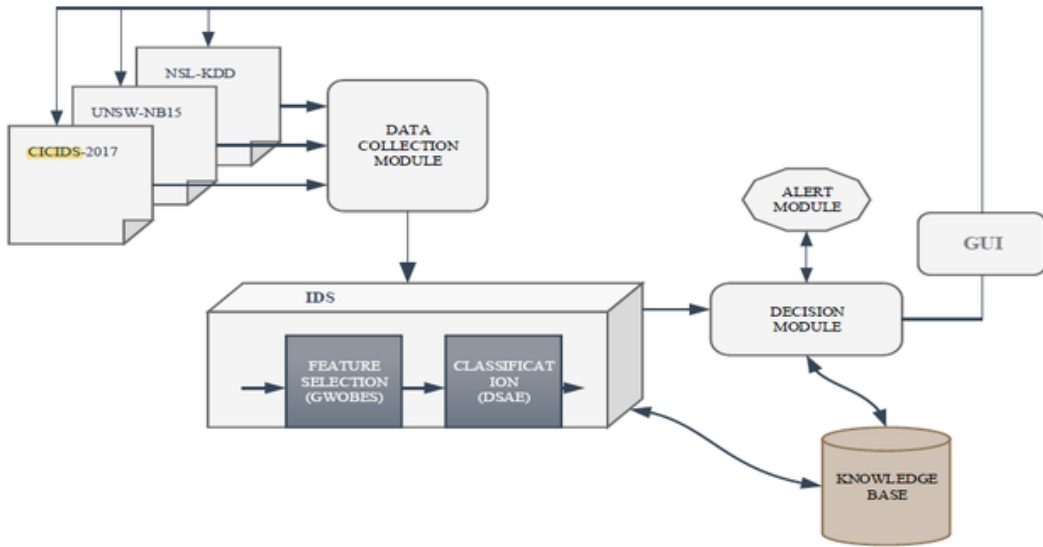 NSL-KDD
UNSW-NB15
CICIDS-2017
DATA
COLLECTION
MODULE
ALERT
MODULE
GUI
IDS
DECISION
MODULE
FEATURE
SELECTION
(GWOBES)
CLASSIFICAT
ION
(DSAE)
KNOWLEDGE
BASE